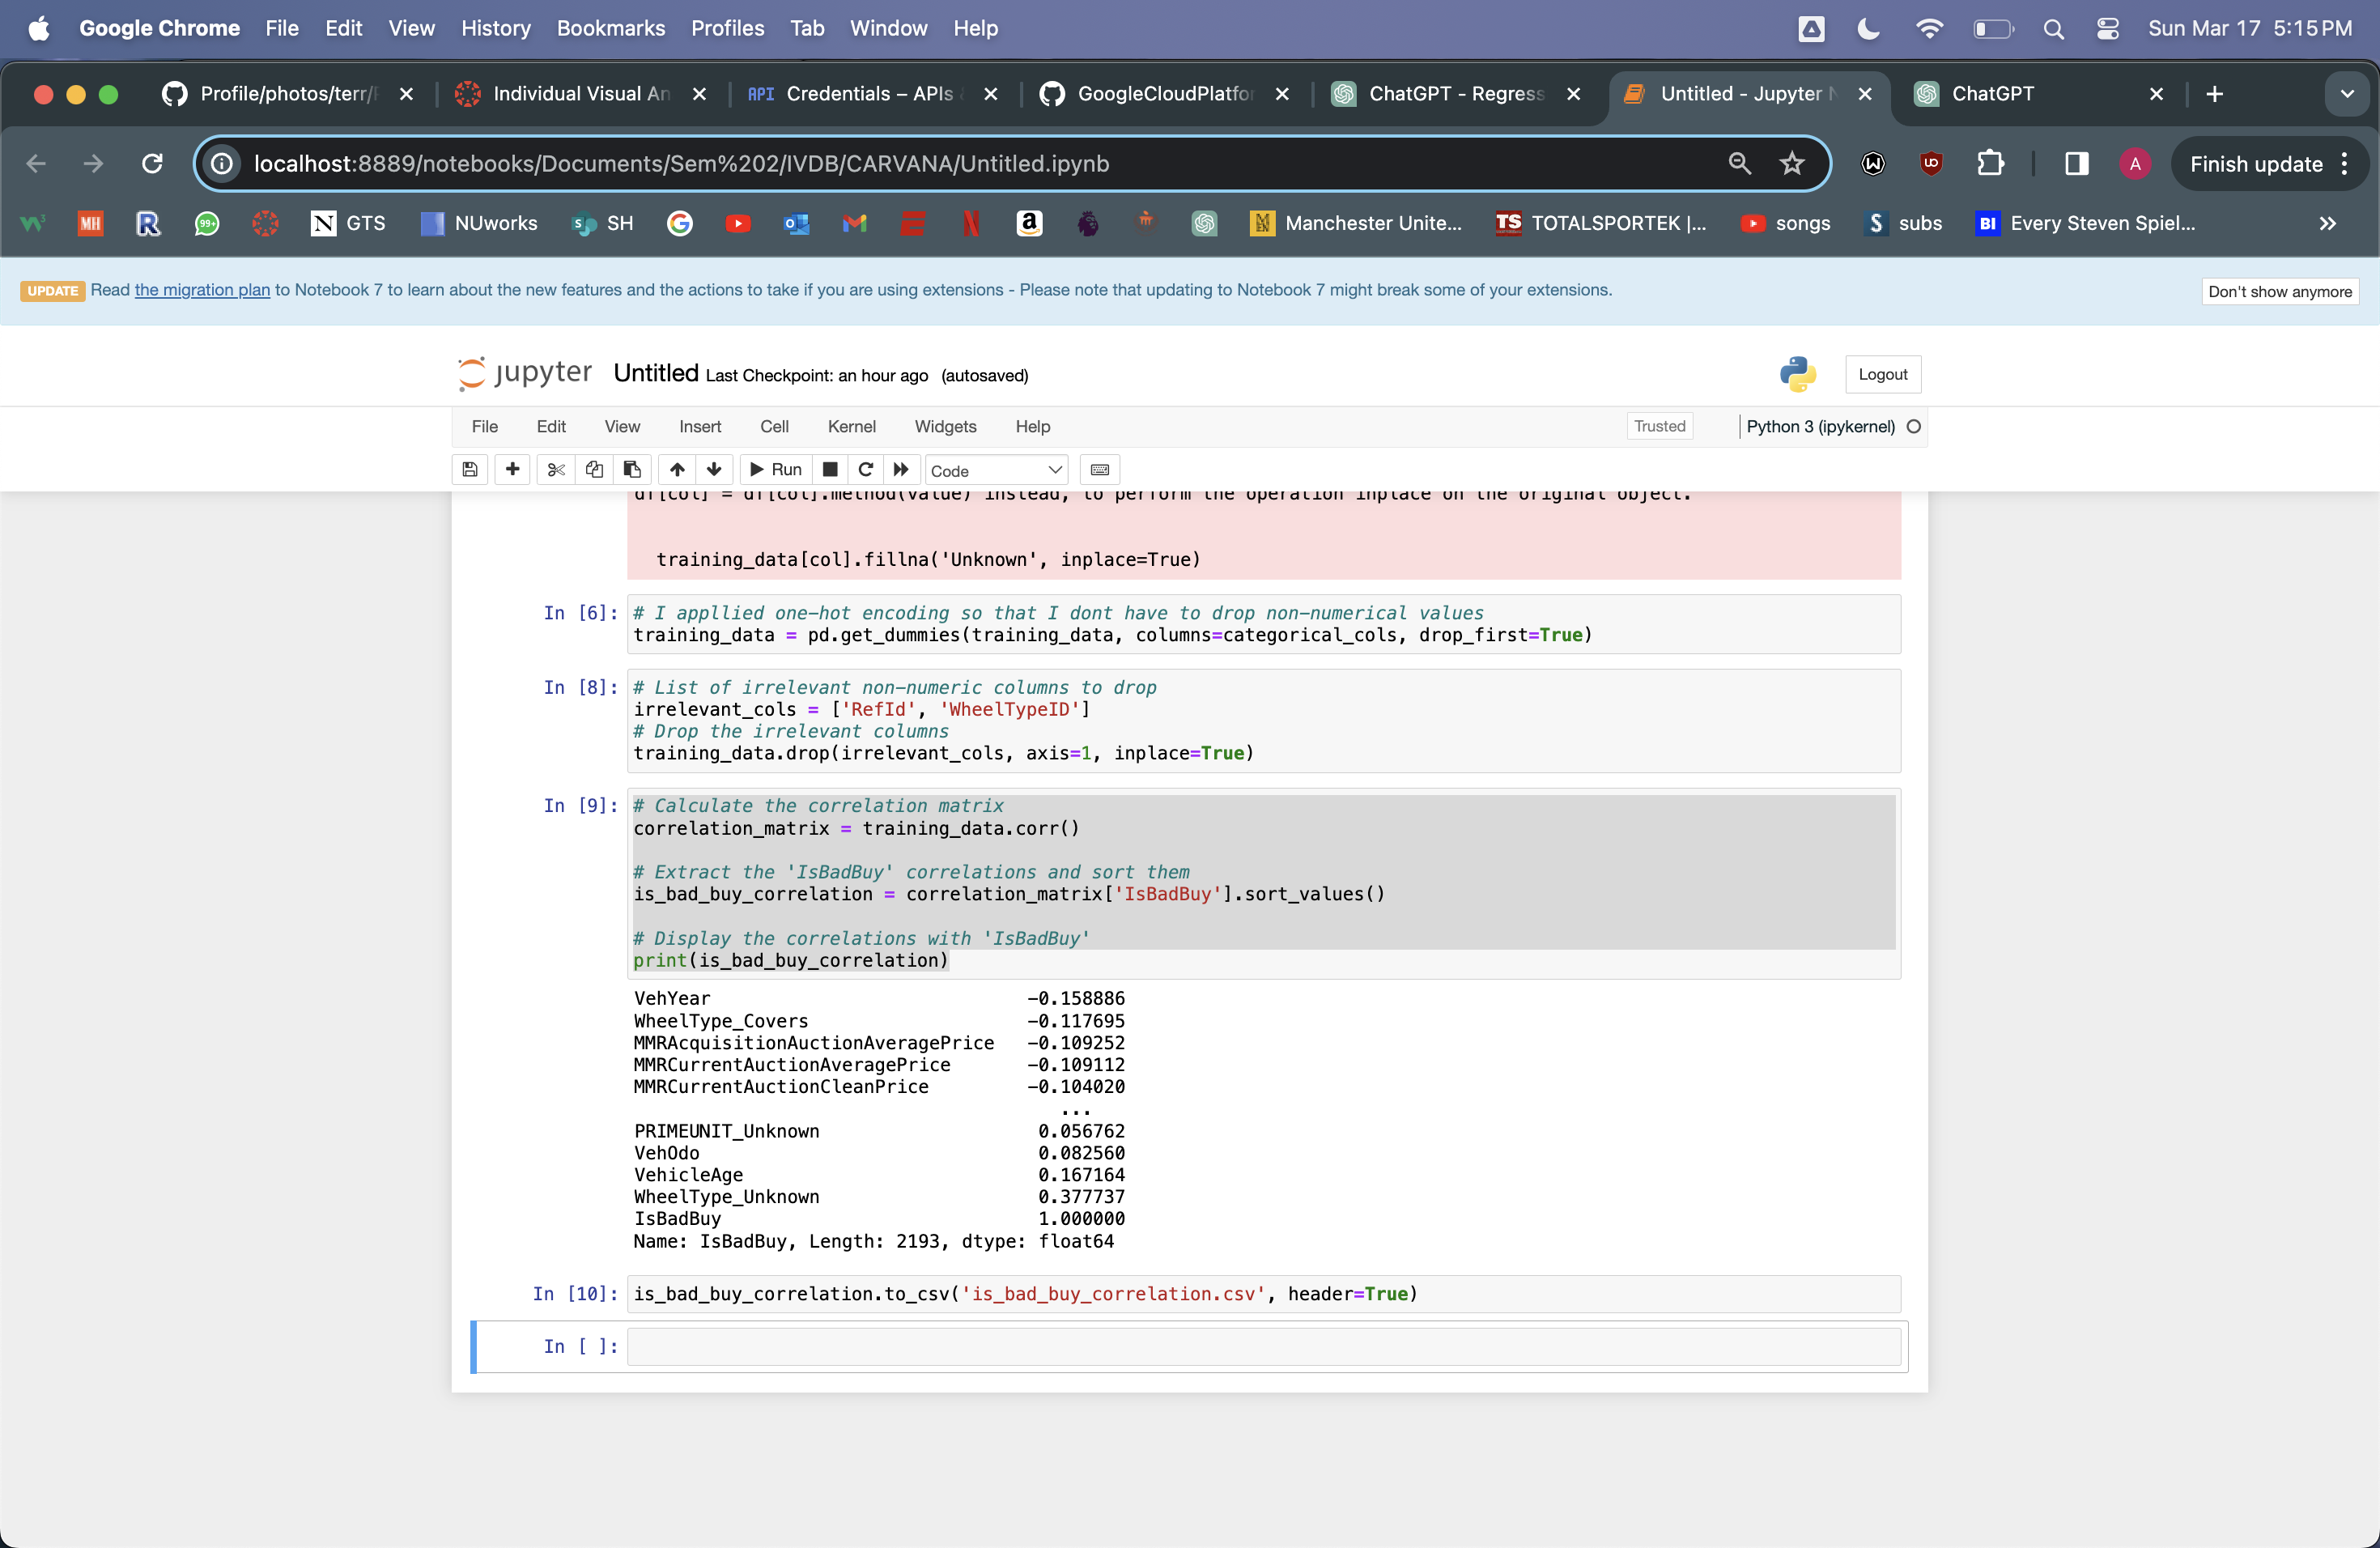 Google Chrome File Edit View History Bookmarks Profiles Tab Window Help Sun Mar 17 5:15 PM
Profile/photos/terr/ Individual Visual An API Credentials – APIs GoogleCloudPlatfo ChatGPT - Regress Untitled - Jupyter N ChatGPT
localhost:8889/notebooks/Documents/Sem%202/IVDB/CARVANA/Untitled.ipynb A Finish update
MH R 99+ N GTS NUworks S SH a Manchester Unite... TS TOTALSPORTEK |... songs S subs BI Every Steven Spiel...
UPDATE Read the migration plan to Notebook 7 to learn about the new features and the actions to take if you are using extensions - Please note that updating to Notebook 7 might break some of your extensions. Don't show anymore
jupyter Untitled Last Checkpoint: an hour ago (autosaved) Logout
File Edit View Insert Cell Kernel Widgets Help Trusted Python 3 (ipykernel)
Run Code
df[col] = df[col].method(value) instead, to perform the operation inplace on the original object.
training_data[col].fillna('Unknown', inplace=True)
In [6]: # I appllied one-hot encoding so that I dont have to drop non-numerical values
training_data = pd.get_dummies(training_data, columns=categorical_cols, drop_first=True)
In [8]: # List of irrelevant non-numeric columns to drop
irrelevant_cols = ['RefId', 'WheelTypeID']
# Drop the irrelevant columns
training_data.drop(irrelevant_cols, axis=1, inplace=True)
In [9]: # Calculate the correlation matrix
correlation_matrix = training_data.corr()
# Extract the 'IsBadBuy' correlations and sort them
is_bad_buy_correlation = correlation_matrix['IsBadBuy'].sort_values()
# Display the correlations with 'IsBadBuy'
print(is_bad_buy_correlation)
VehYear -0.158886
WheelType_Covers -0.117695
MMRAcquisitionAuctionAveragePrice -0.109252
MMRCurrentAuctionAveragePrice -0.109112
MMRCurrentAuctionCleanPrice -0.104020
...
PRIMEUNIT_Unknown 0.056762
VehOdo 0.082560
VehicleAge 0.167164
WheelType_Unknown 0.377737
IsBadBuy 1.000000
Name: IsBadBuy, Length: 2193, dtype: float64
In [10]: is_bad_buy_correlation.to_csv('is_bad_buy_correlation.csv', header=True)
In [ ]: